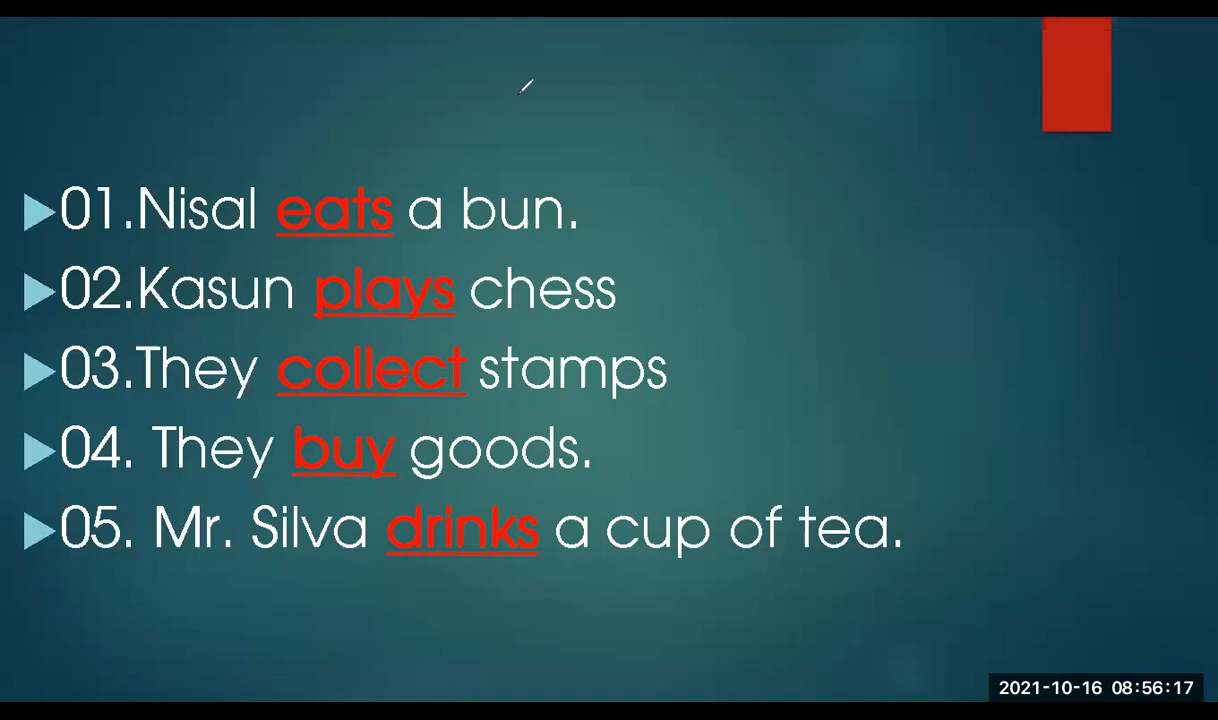 01.Nisal eats a bun.
02.Kasun plays chess
03.They collect stamps
04. They buy goods.
05. Mr. Silva drinks a cup of tea.
2021-10-16 08:56:17